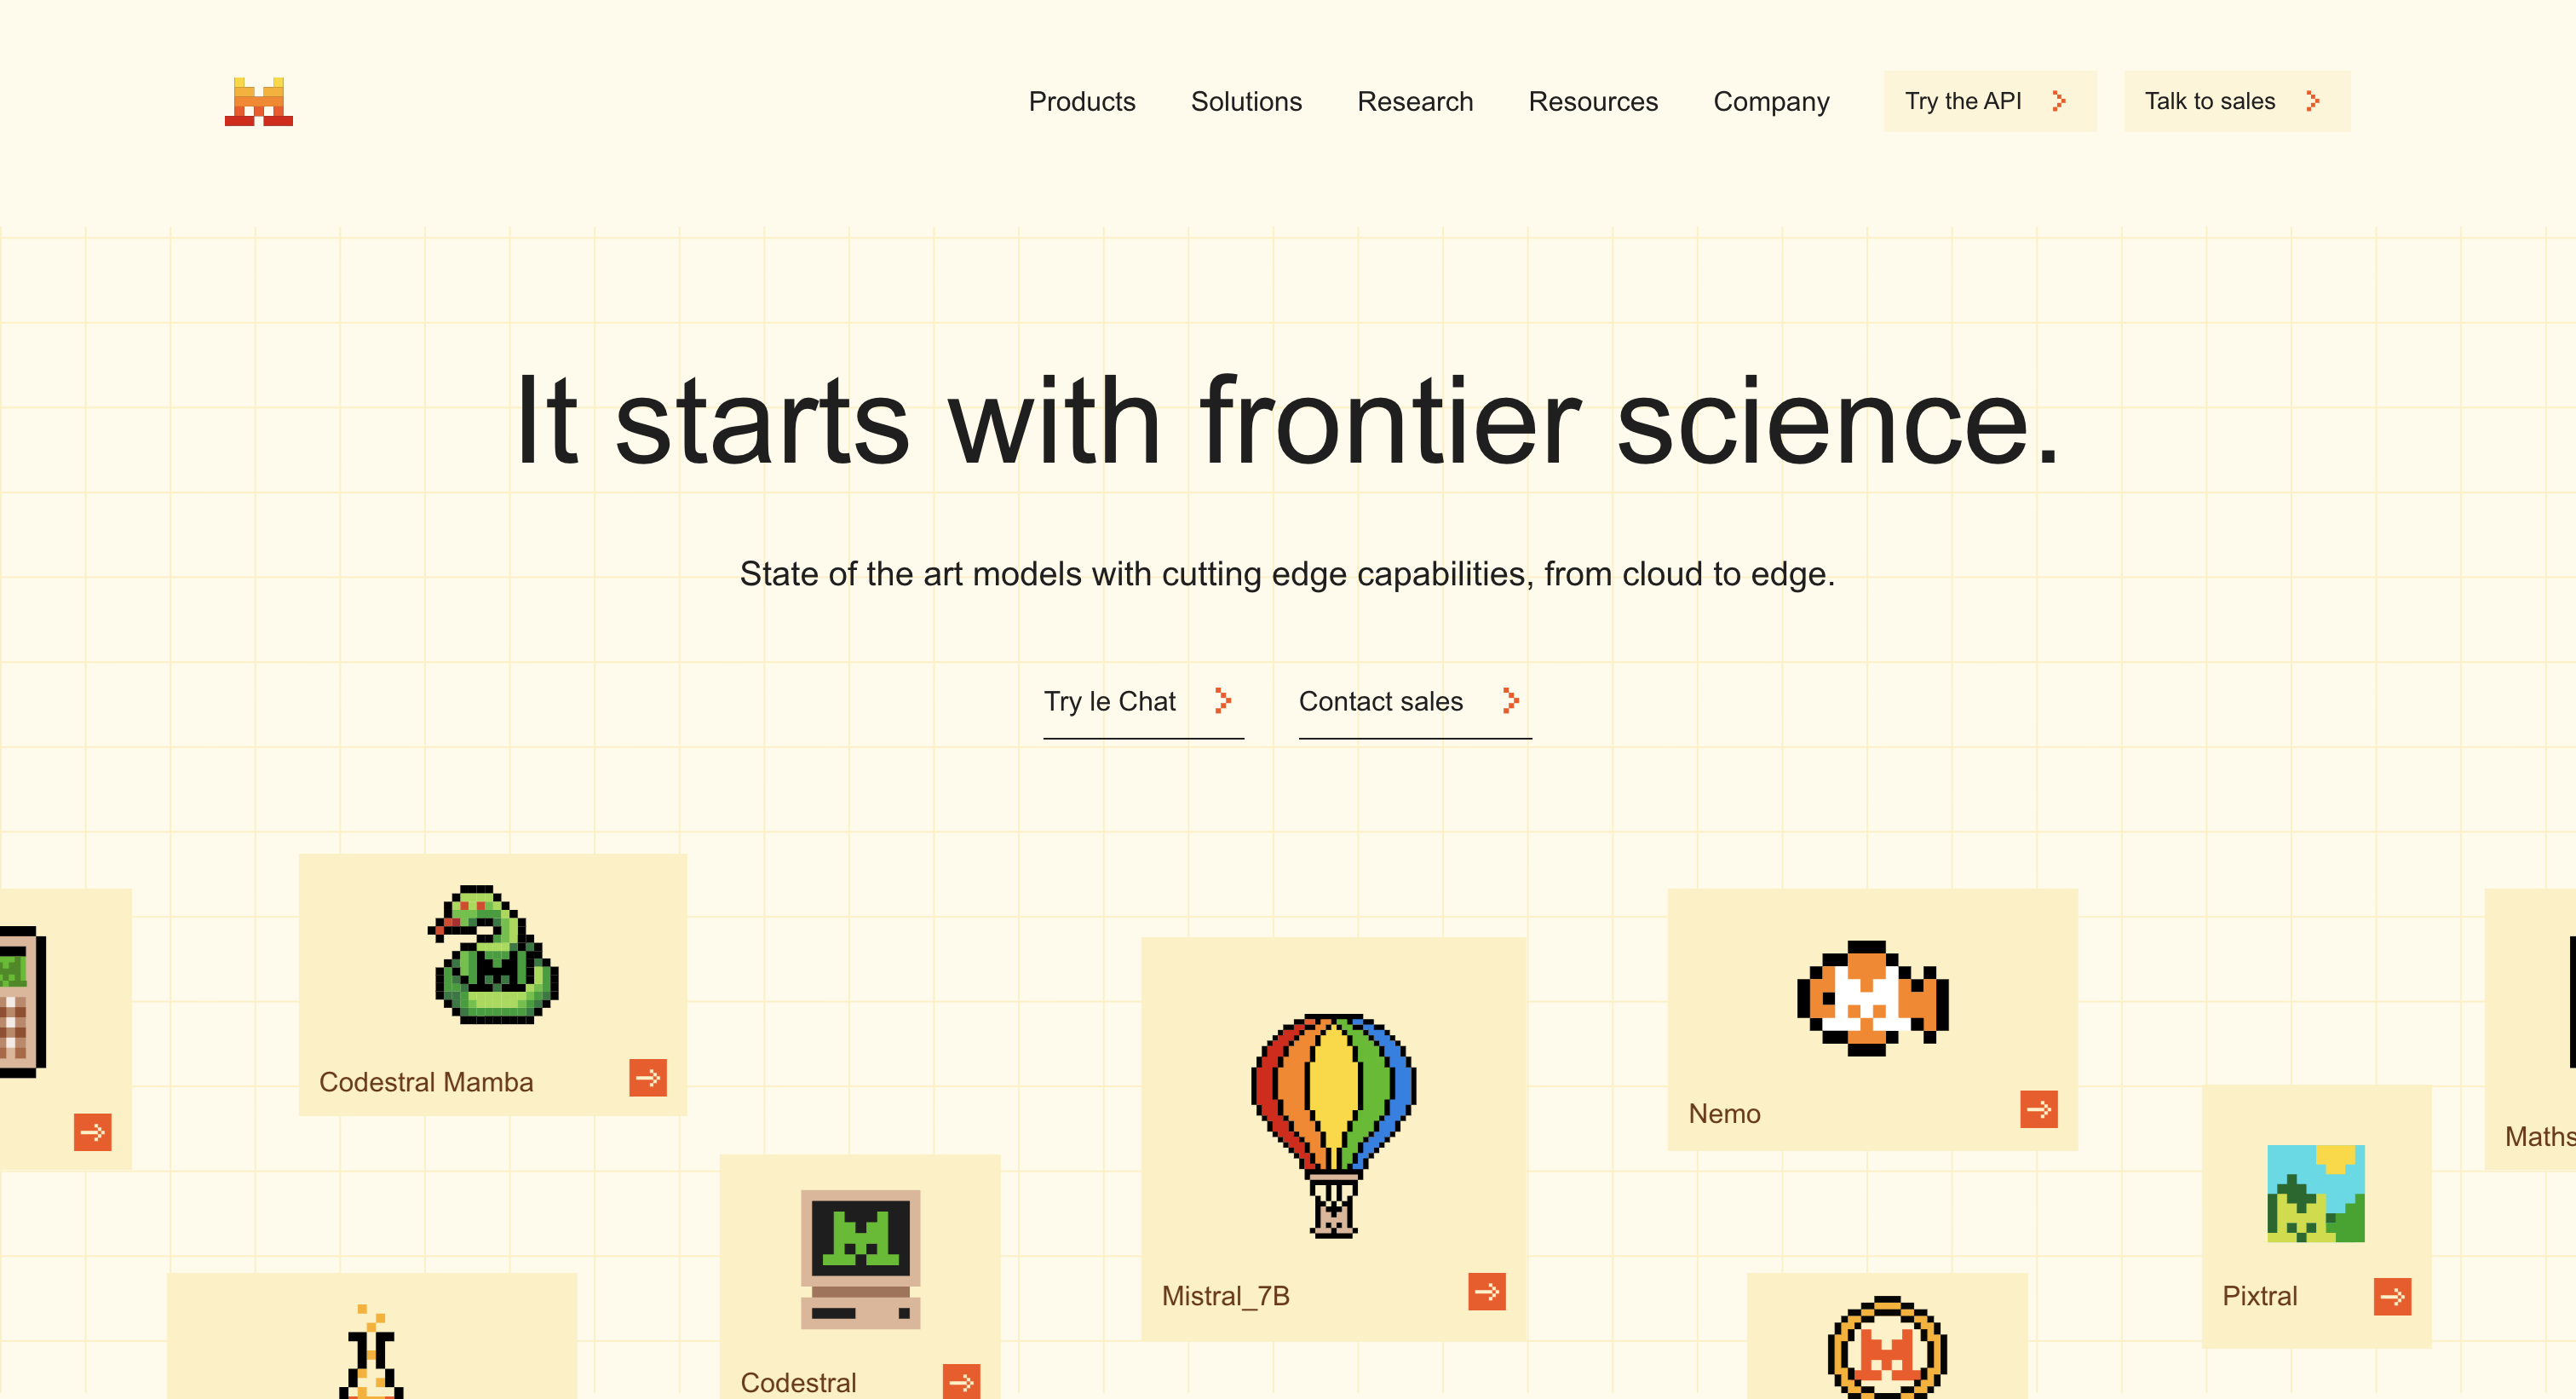 Products Solutions Research Resources Company Try the API Talk to sales
It starts with frontier science.
State of the art models with cutting edge capabilities, from cloud to edge.
Try le Chat Contact sales
Codestral Mamba
Nemo
Maths
Mistral_7B
Pixtral
Codestral